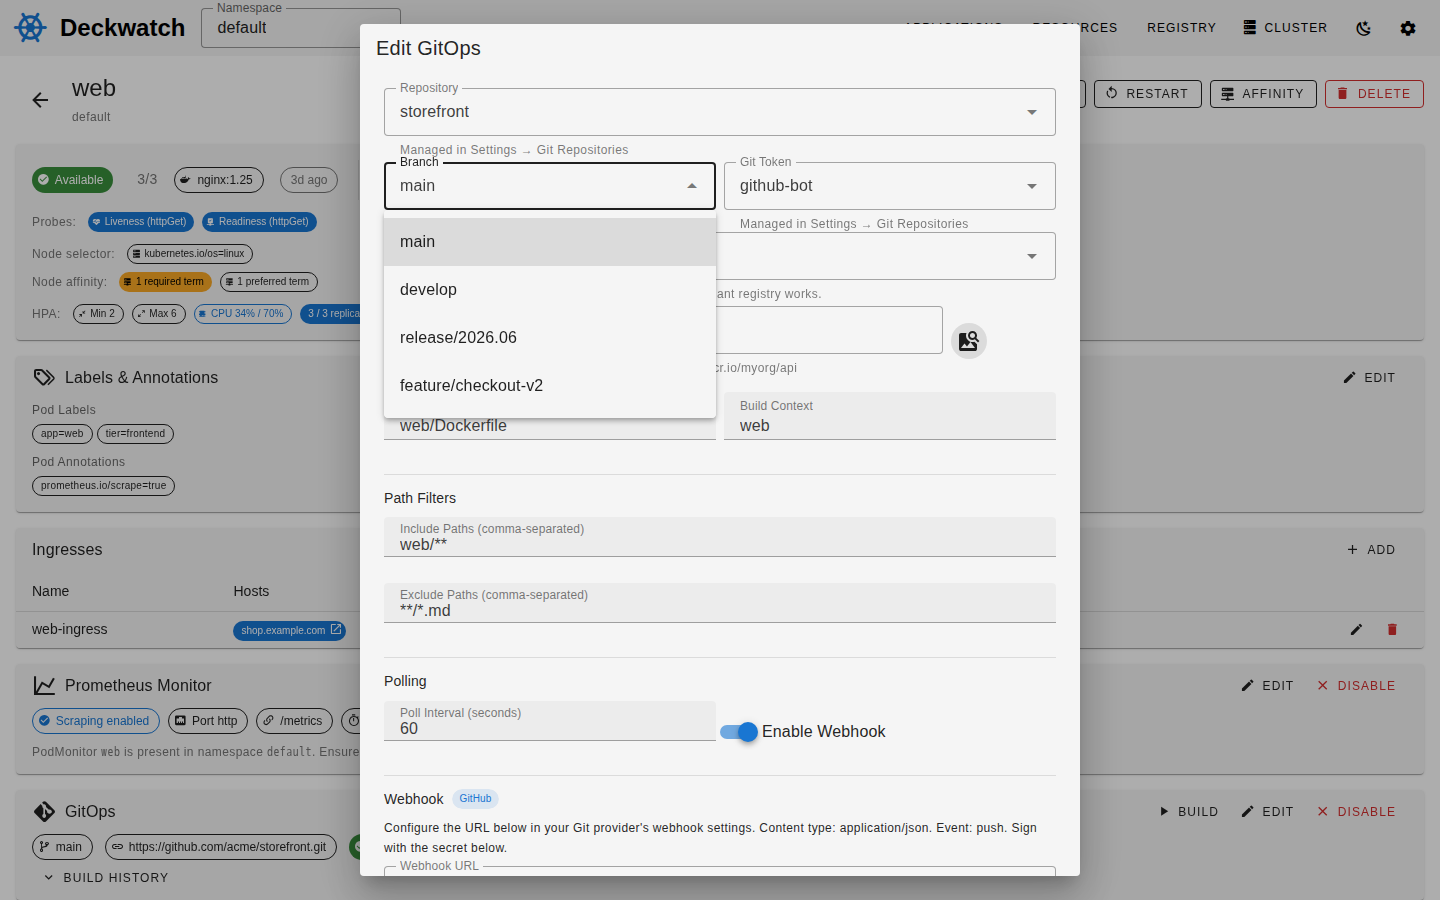 Deckwatch
Namespace
default
REGISTRY
CLUSTER
web
default
RESTART
AFFINITY
DELETE
Available
3/3
nginx:1.25
3d ago
Probes:
Liveness (httpGet)
Readiness (httpGet)
Node selector:
kubernetes.io/os=linux
Node affinity:
1 required term
1 preferred term
HPA:
Min 2
Max 6
CPU 34% / 70%
3 / 3 replica
Labels & Annotations
EDIT
Pod Labels
app=web
tier=frontend
Pod Annotations
prometheus.io/scrape=true
Ingresses
ADD
Name
Hosts
web-ingress
shop.example.com
Prometheus Monitor
EDIT
DISABLE
Scraping enabled
Port http
/metrics
PodMonitor web is present in namespace default. Ensure
GitOps
BUILD
EDIT
DISABLE
main
https://github.com/acme/storefront.git
BUILD HISTORY
Edit GitOps
Repository
storefront
Managed in Settings → Git Repositories
Branch
main
Git Token
github-bot
Managed in Settings → Git Repositories
main
develop
release/2026.06
feature/checkout-v2
ant registry works.
cr.io/myorg/api
web/Dockerfile
Build Context
web
Path Filters
Include Paths (comma-separated)
web/**
Exclude Paths (comma-separated)
**/*.md
Polling
Poll Interval (seconds)
60
Enable Webhook
Webhook
GitHub
Configure the URL below in your Git provider's webhook settings. Content type: application/json. Event: push. Sign
with the secret below.
Webhook URL